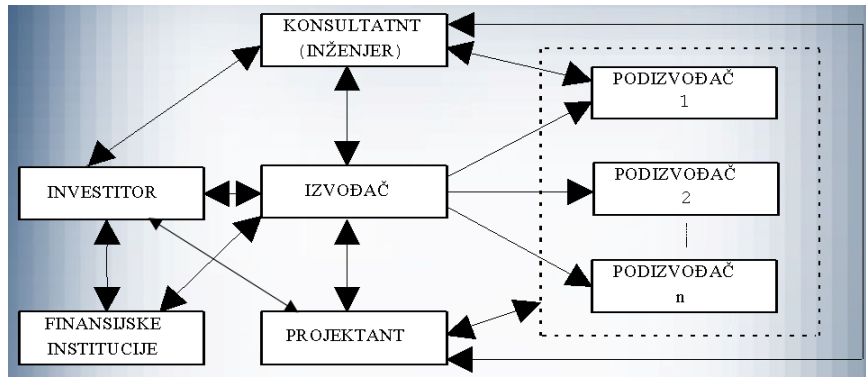 KONSULTATNT
(INŽENJER)
PODIZVOĐAČ
1
INVESTITOR
IZVOĐAČ
PODIZVOĐAČ
2
PODIZVOĐAČ
n
FINANSIJSKE
INSTITUCIJE
PROJEKTANT